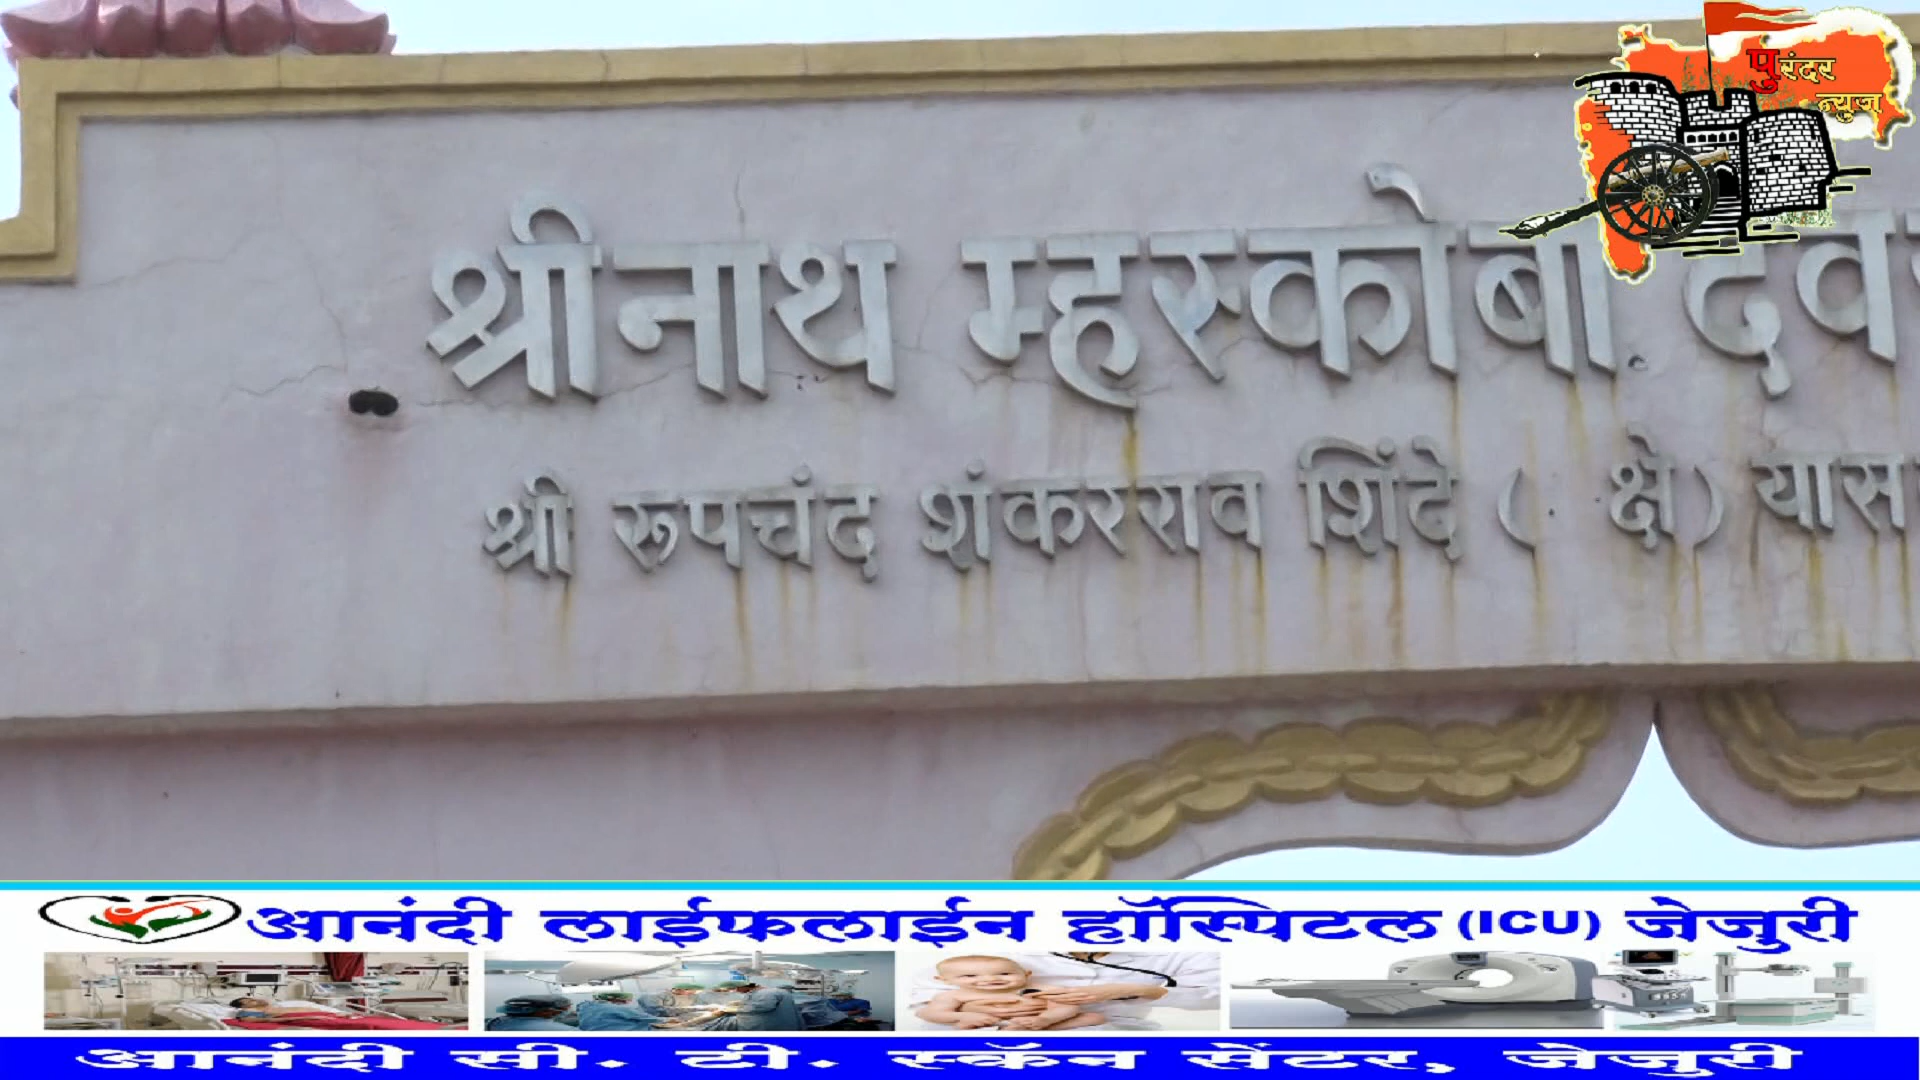 पुरंदर
न्युज
श्रीनाथ म्हस्कोबा
श्री रूपचंद शंकरराव शिंदे ( क्षे)
आनंदी लाईफलाईन हॉस्पिटल (ICU) जेजुरी
आनंदी सी. टी. स्कॅन सेंटर, जेजुरी